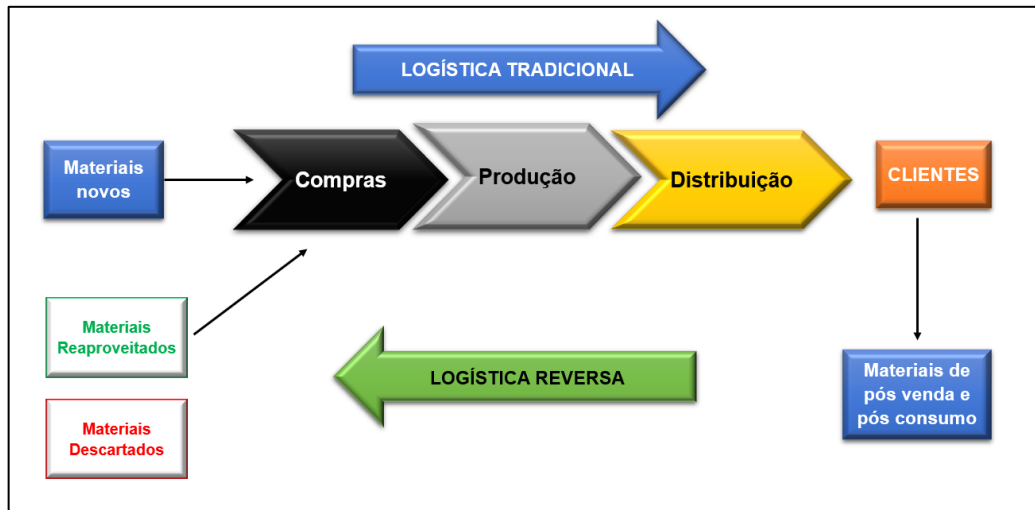 LOGÍSTICA TRADICIONAL
Materiais
novos
Compras
Produção
Distribuição
CLIENTES
Materiais
Reaproveitados
LOGÍSTICA REVERSA
Materiais de
pós venda e
pós consumo
Materiais
Descartados